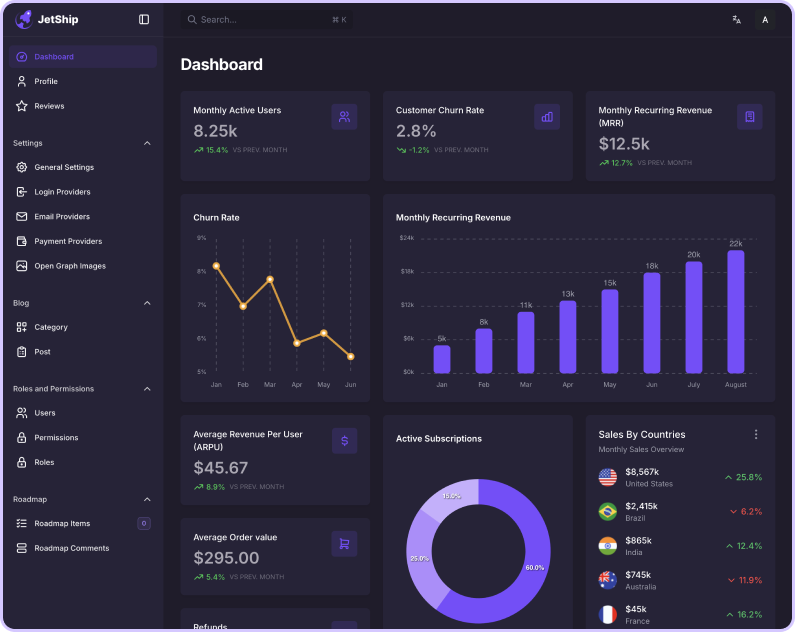 JetShip
Search...
⌘ K
A
Dashboard
Profile
Reviews
Settings
General Settings
Login Providers
Email Providers
Payment Providers
Open Graph Images
Blog
Category
Post
Roles and Permissions
Users
Permissions
Roles
Roadmap
Roadmap Items
0
Roadmap Comments
Dashboard
Monthly Active Users
8.25k
15.4% VS PREV. MONTH
Customer Churn Rate
2.8%
-1.2% VS PREV. MONTH
Monthly Recurring Revenue
(MRR)
$12.5k
12.7% VS PREV. MONTH
Churn Rate
9%
8%
7%
6%
5%
Jan Feb Mar Apr May Jun
Monthly Recurring Revenue
$24k
$18k
$12k
$6k
$0k
5k 8k 11k 13k 15k 18k 20k 22k
Jan Feb Mar Apr May Jun July August
Average Revenue Per User
(ARPU)
$45.67
8.9% VS PREV. MONTH
Average Order value
$295.00
5.4% VS PREV. MONTH
Refunds
Active Subscriptions
15.0%
25.0%
60.0%
Sales By Countries
Monthly Sales Overview
$8,567k
United States
25.8%
$2,415k
Brazil
6.2%
$865k
India
12.4%
$745k
Australia
11.9%
$45k
France
16.2%